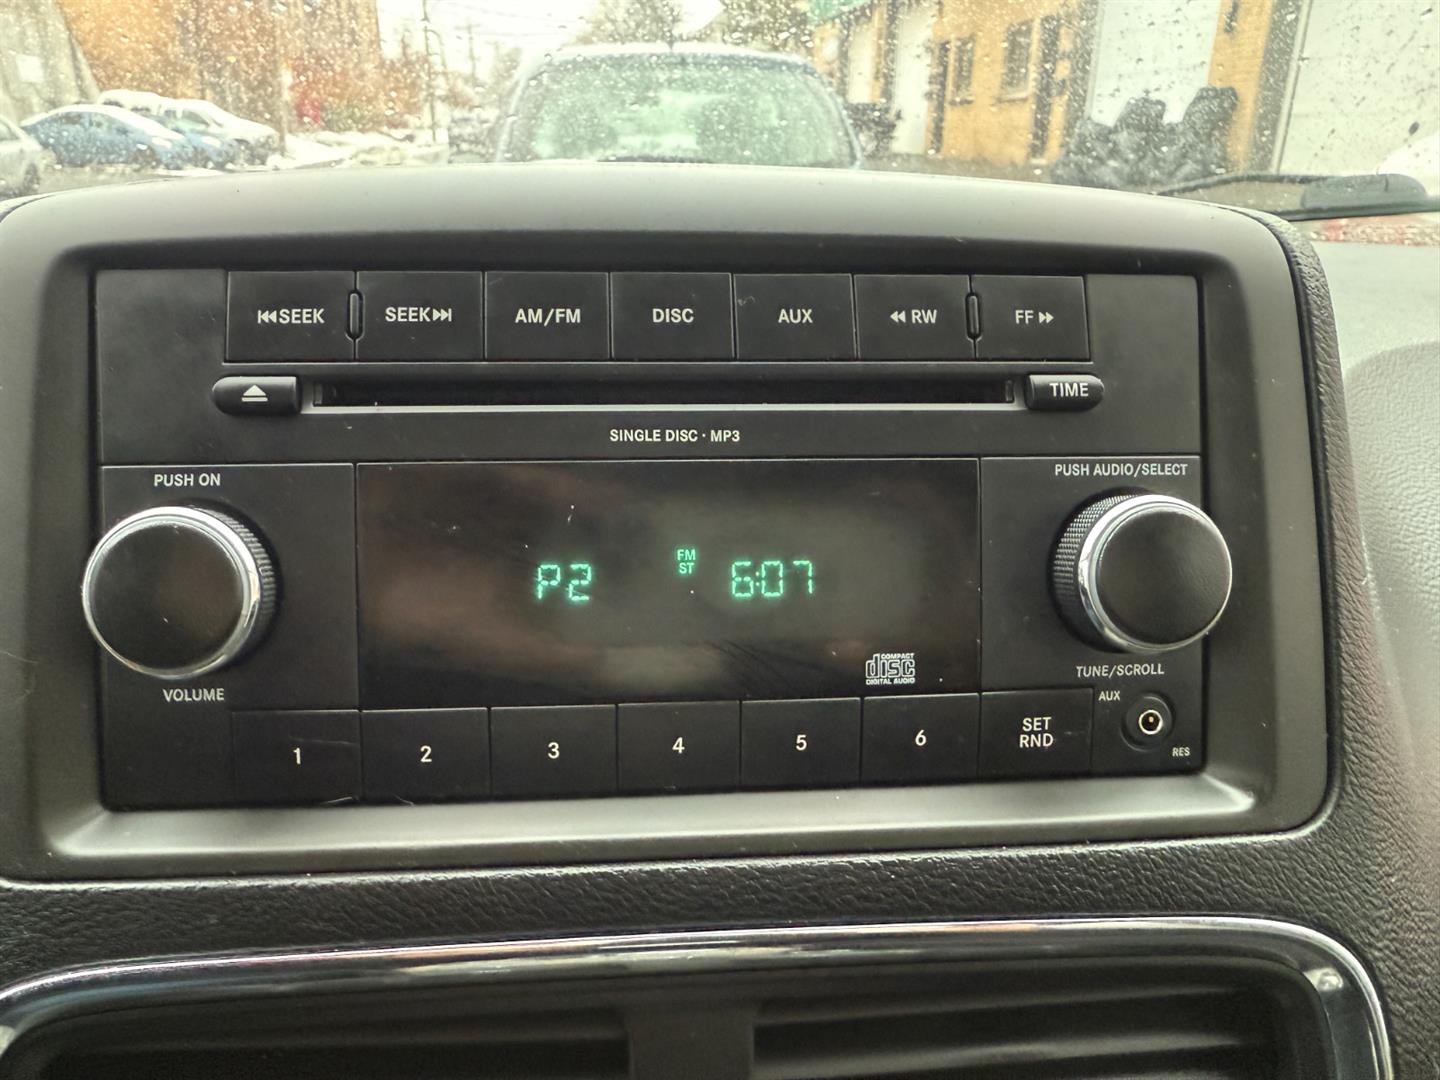 SEEK
SEEK
AM/FM
DISC
AUX
RW
FF
TIME
SINGLE DISC · MP3
PUSH ON
PUSH AUDIO/SELECT
P2
FM
ST
6:07
COMPACT
disc
DIGITAL AUDIO
VOLUME
TUNE/SCROLL
1
2
3
4
5
6
SET
RND
AUX
RES